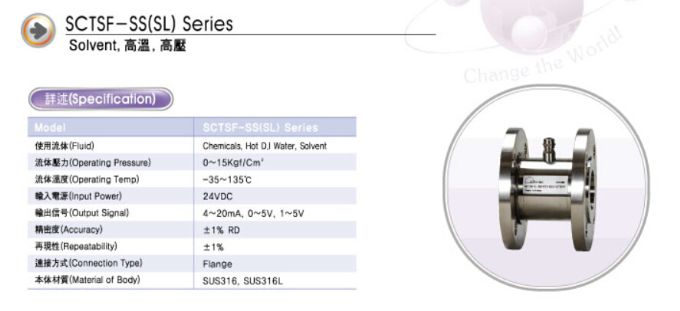 SCTSF-SS(SL) Series
Solvent, 高溫, 高壓
Change the World!
詳述(Specification)
Model SCTSF-SS(SL) Series
使用流体(Fluid) Chemicals, Hot D.I Water, Solvent
流体壓力(Operating Pressure) 0~15Kgf/Cm²
流体溫度(Operating Temp) -35~135℃
輸入電源(Input Power) 24VDC
輸出信号(Output Signal) 4~20mA, 0~5V, 1~5V
精密度(Accuracy) ±1% RD
再現性(Repeatability) ±1%
連接方式(Connection Type) Flange
本体材質(Material of Body) SUS316, SUS316L